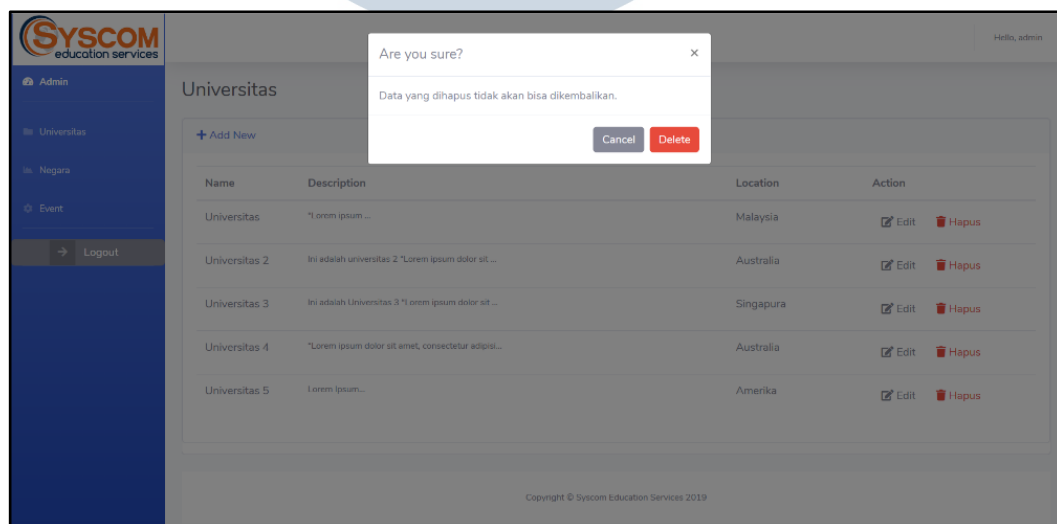 SYSCOM
education services
Hello, admin
Are you sure? ×
Data yang dihapus tidak akan bisa dikembalikan.
Cancel Delete
Admin
Universitas
Negara
Event
Logout
Universitas
+ Add New
Name Description Location Action
Universitas "Lorem ipsum ... Malaysia Edit Hapus
Universitas 2 Ini adalah universitas 2 "Lorem ipsum dolor sit ... Australia Edit Hapus
Universitas 3 Ini adalah Universitas 3 "Lorem ipsum dolor sit ... Singapura Edit Hapus
Universitas 4 "Lorem ipsum dolor sit amet, consectetur adipisi... Australia Edit Hapus
Universitas 5 Lorem Ipsum... Amerika Edit Hapus
Copyright © Syscom Education Services 2019